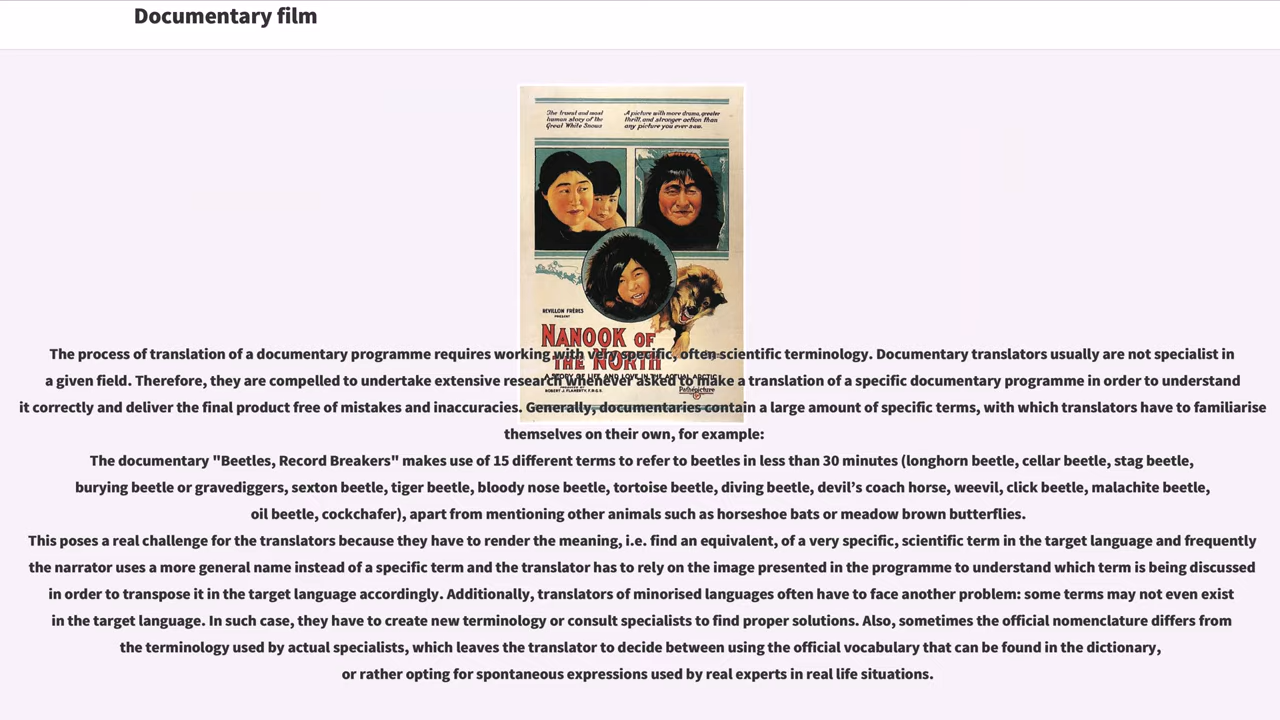 Documentary film
The truest and most
human story of the
Great White Snows
A picture with more drama, greater
thrill, and stronger action than
any picture you ever saw.
REVILLON FRÈRES
PRESENT
NANOOK OF
THE NORTH
A STORY OF LIFE AND LOVE IN THE ACTUAL ARCTIC
ROBERT J. FLAHERTY, F.R.G.S.
Pathépicture
The process of translation of a documentary programme requires working with very specific, often scientific terminology. Documentary translators usually are not specialist in
a given field. Therefore, they are compelled to undertake extensive research whenever asked to make a translation of a specific documentary programme in order to understand
it correctly and deliver the final product free of mistakes and inaccuracies. Generally, documentaries contain a large amount of specific terms, with which translators have to familiarise
themselves on their own, for example:
The documentary "Beetles, Record Breakers" makes use of 15 different terms to refer to beetles in less than 30 minutes (longhorn beetle, cellar beetle, stag beetle,
burying beetle or gravediggers, sexton beetle, tiger beetle, bloody nose beetle, tortoise beetle, diving beetle, devil’s coach horse, weevil, click beetle, malachite beetle,
oil beetle, cockchafer), apart from mentioning other animals such as horseshoe bats or meadow brown butterflies.
This poses a real challenge for the translators because they have to render the meaning, i.e. find an equivalent, of a very specific, scientific term in the target language and frequently
the narrator uses a more general name instead of a specific term and the translator has to rely on the image presented in the programme to understand which term is being discussed
in order to transpose it in the target language accordingly. Additionally, translators of minorised languages often have to face another problem: some terms may not even exist
in the target language. In such case, they have to create new terminology or consult specialists to find proper solutions. Also, sometimes the official nomenclature differs from
the terminology used by actual specialists, which leaves the translator to decide between using the official vocabulary that can be found in the dictionary,
or rather opting for spontaneous expressions used by real experts in real life situations.